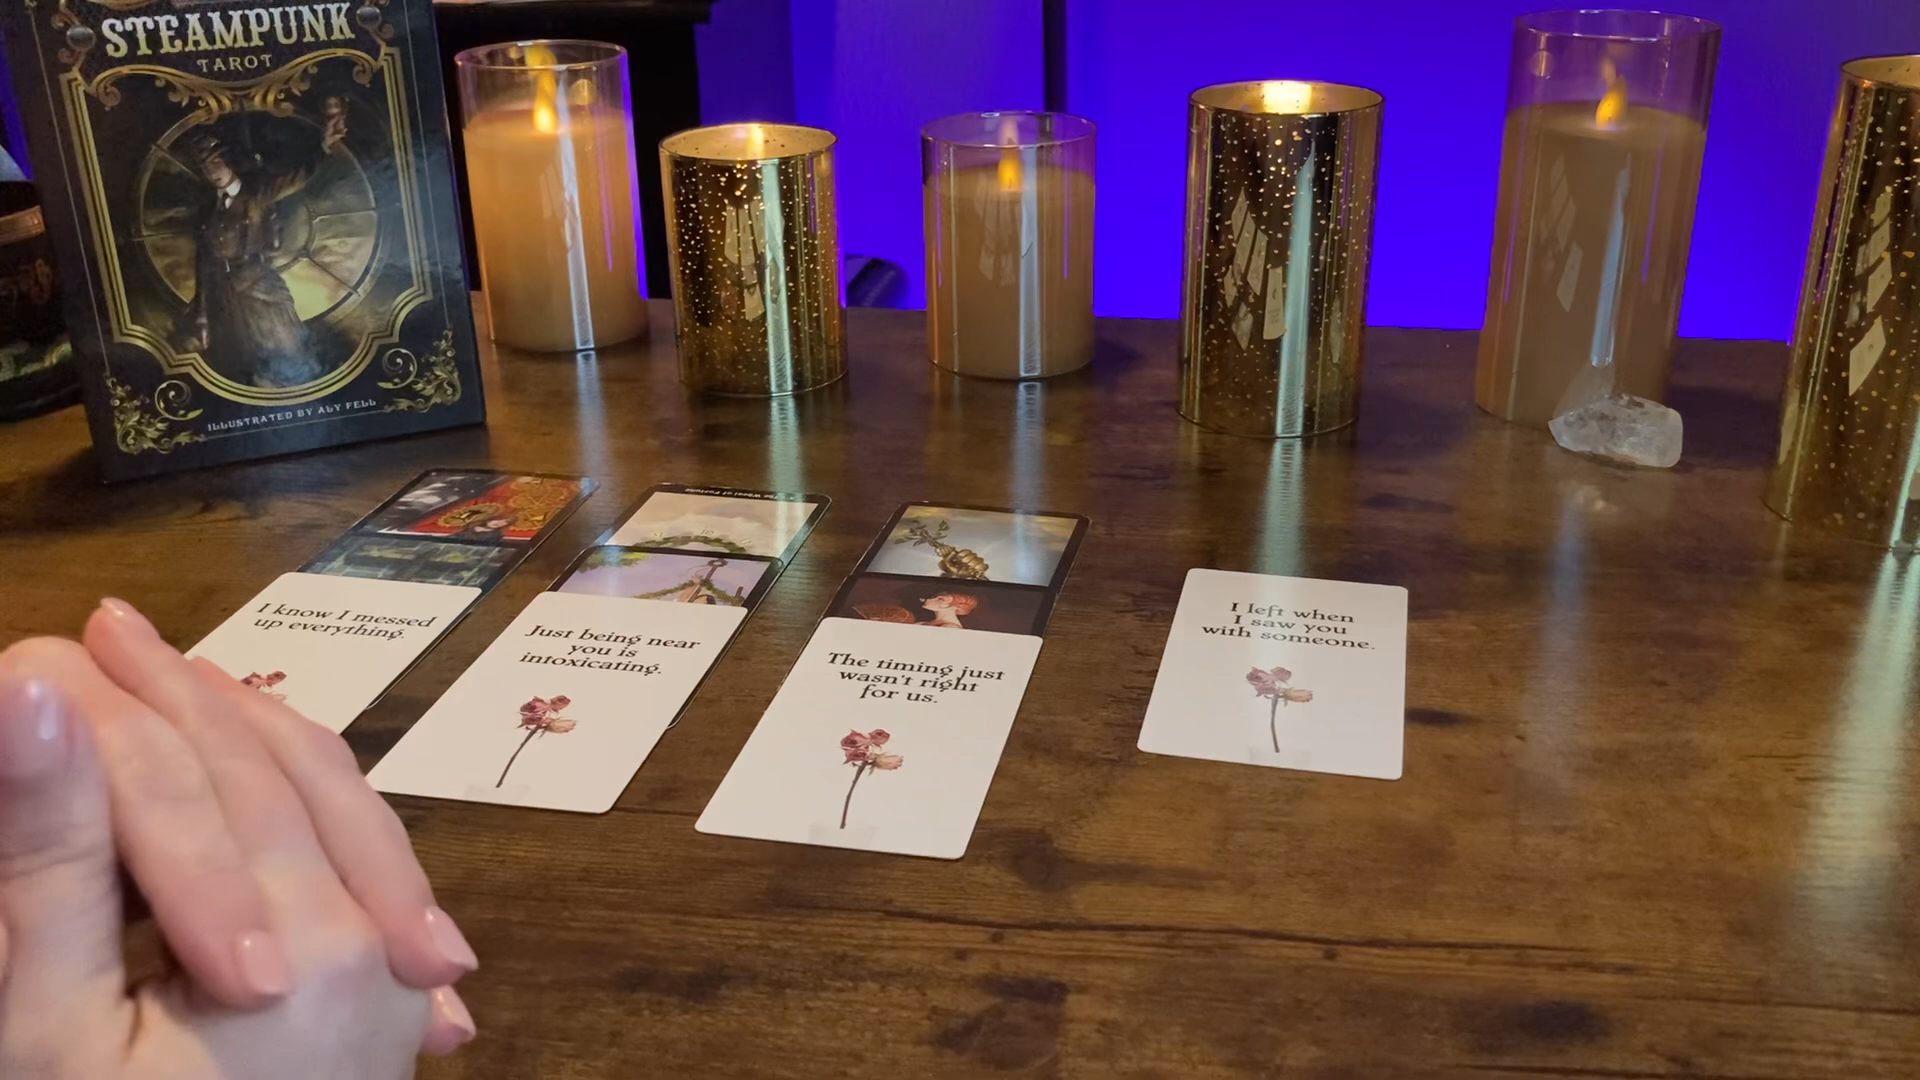 STEAMPUNK
TAROT
ILLUSTRATED BY ALY FELL
I know I messed
up everything.
Just being near
you is
intoxicating.
The timing just
wasn't right
for us.
I left when
I saw you
with someone.